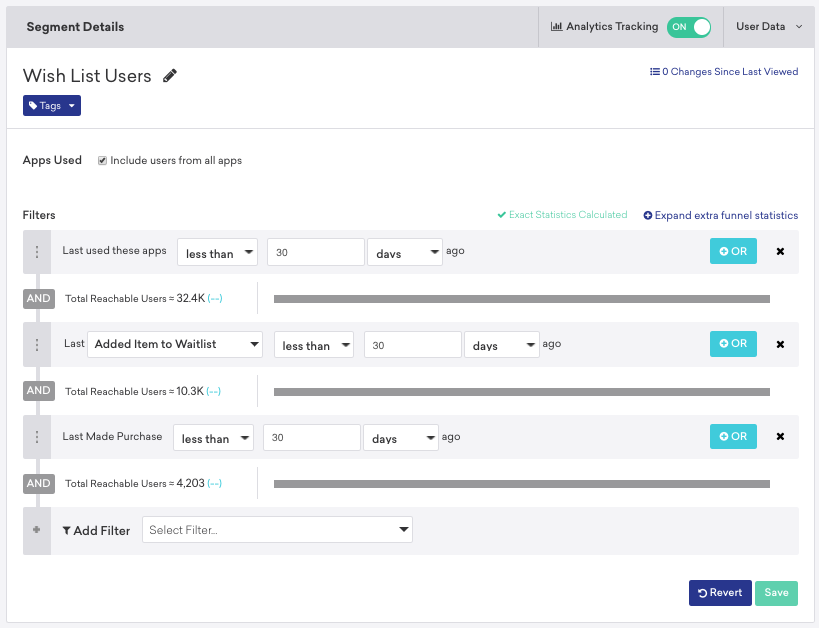 Segment Details
Analytics Tracking ON
User Data
Wish List Users
0 Changes Since Last Viewed
Tags
Apps Used Include users from all apps
Filters
Exact Statistics Calculated
Expand extra funnel statistics
Last used these apps less than 30 days ago OR
AND Total Reachable Users = 32.4K (--)
Last Added Item to Waitlist less than 30 days ago OR
AND Total Reachable Users = 10.3K (--)
Last Made Purchase less than 30 days ago OR
AND Total Reachable Users = 4,203 (--)
Add Filter Select Filter...
Revert Save